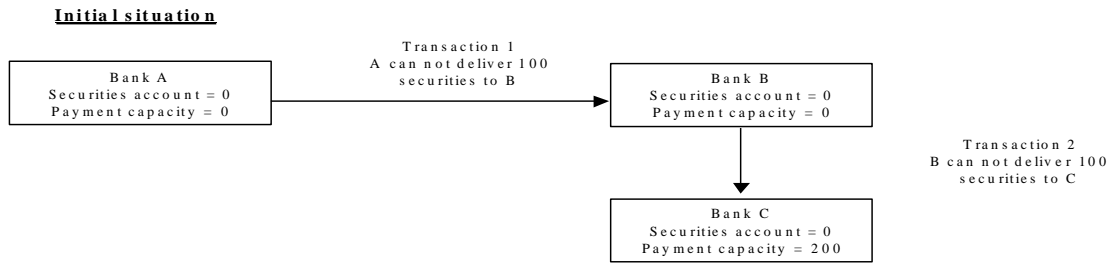 Initial situation
Transaction 1
A can not deliver 100
securities to B
Bank A
Securities account = 0
Payment capacity = 0
Bank B
Securities account = 0
Payment capacity = 0
Transaction 2
B can not deliver 100
securities to C
Bank C
Securities account = 0
Payment capacity = 200